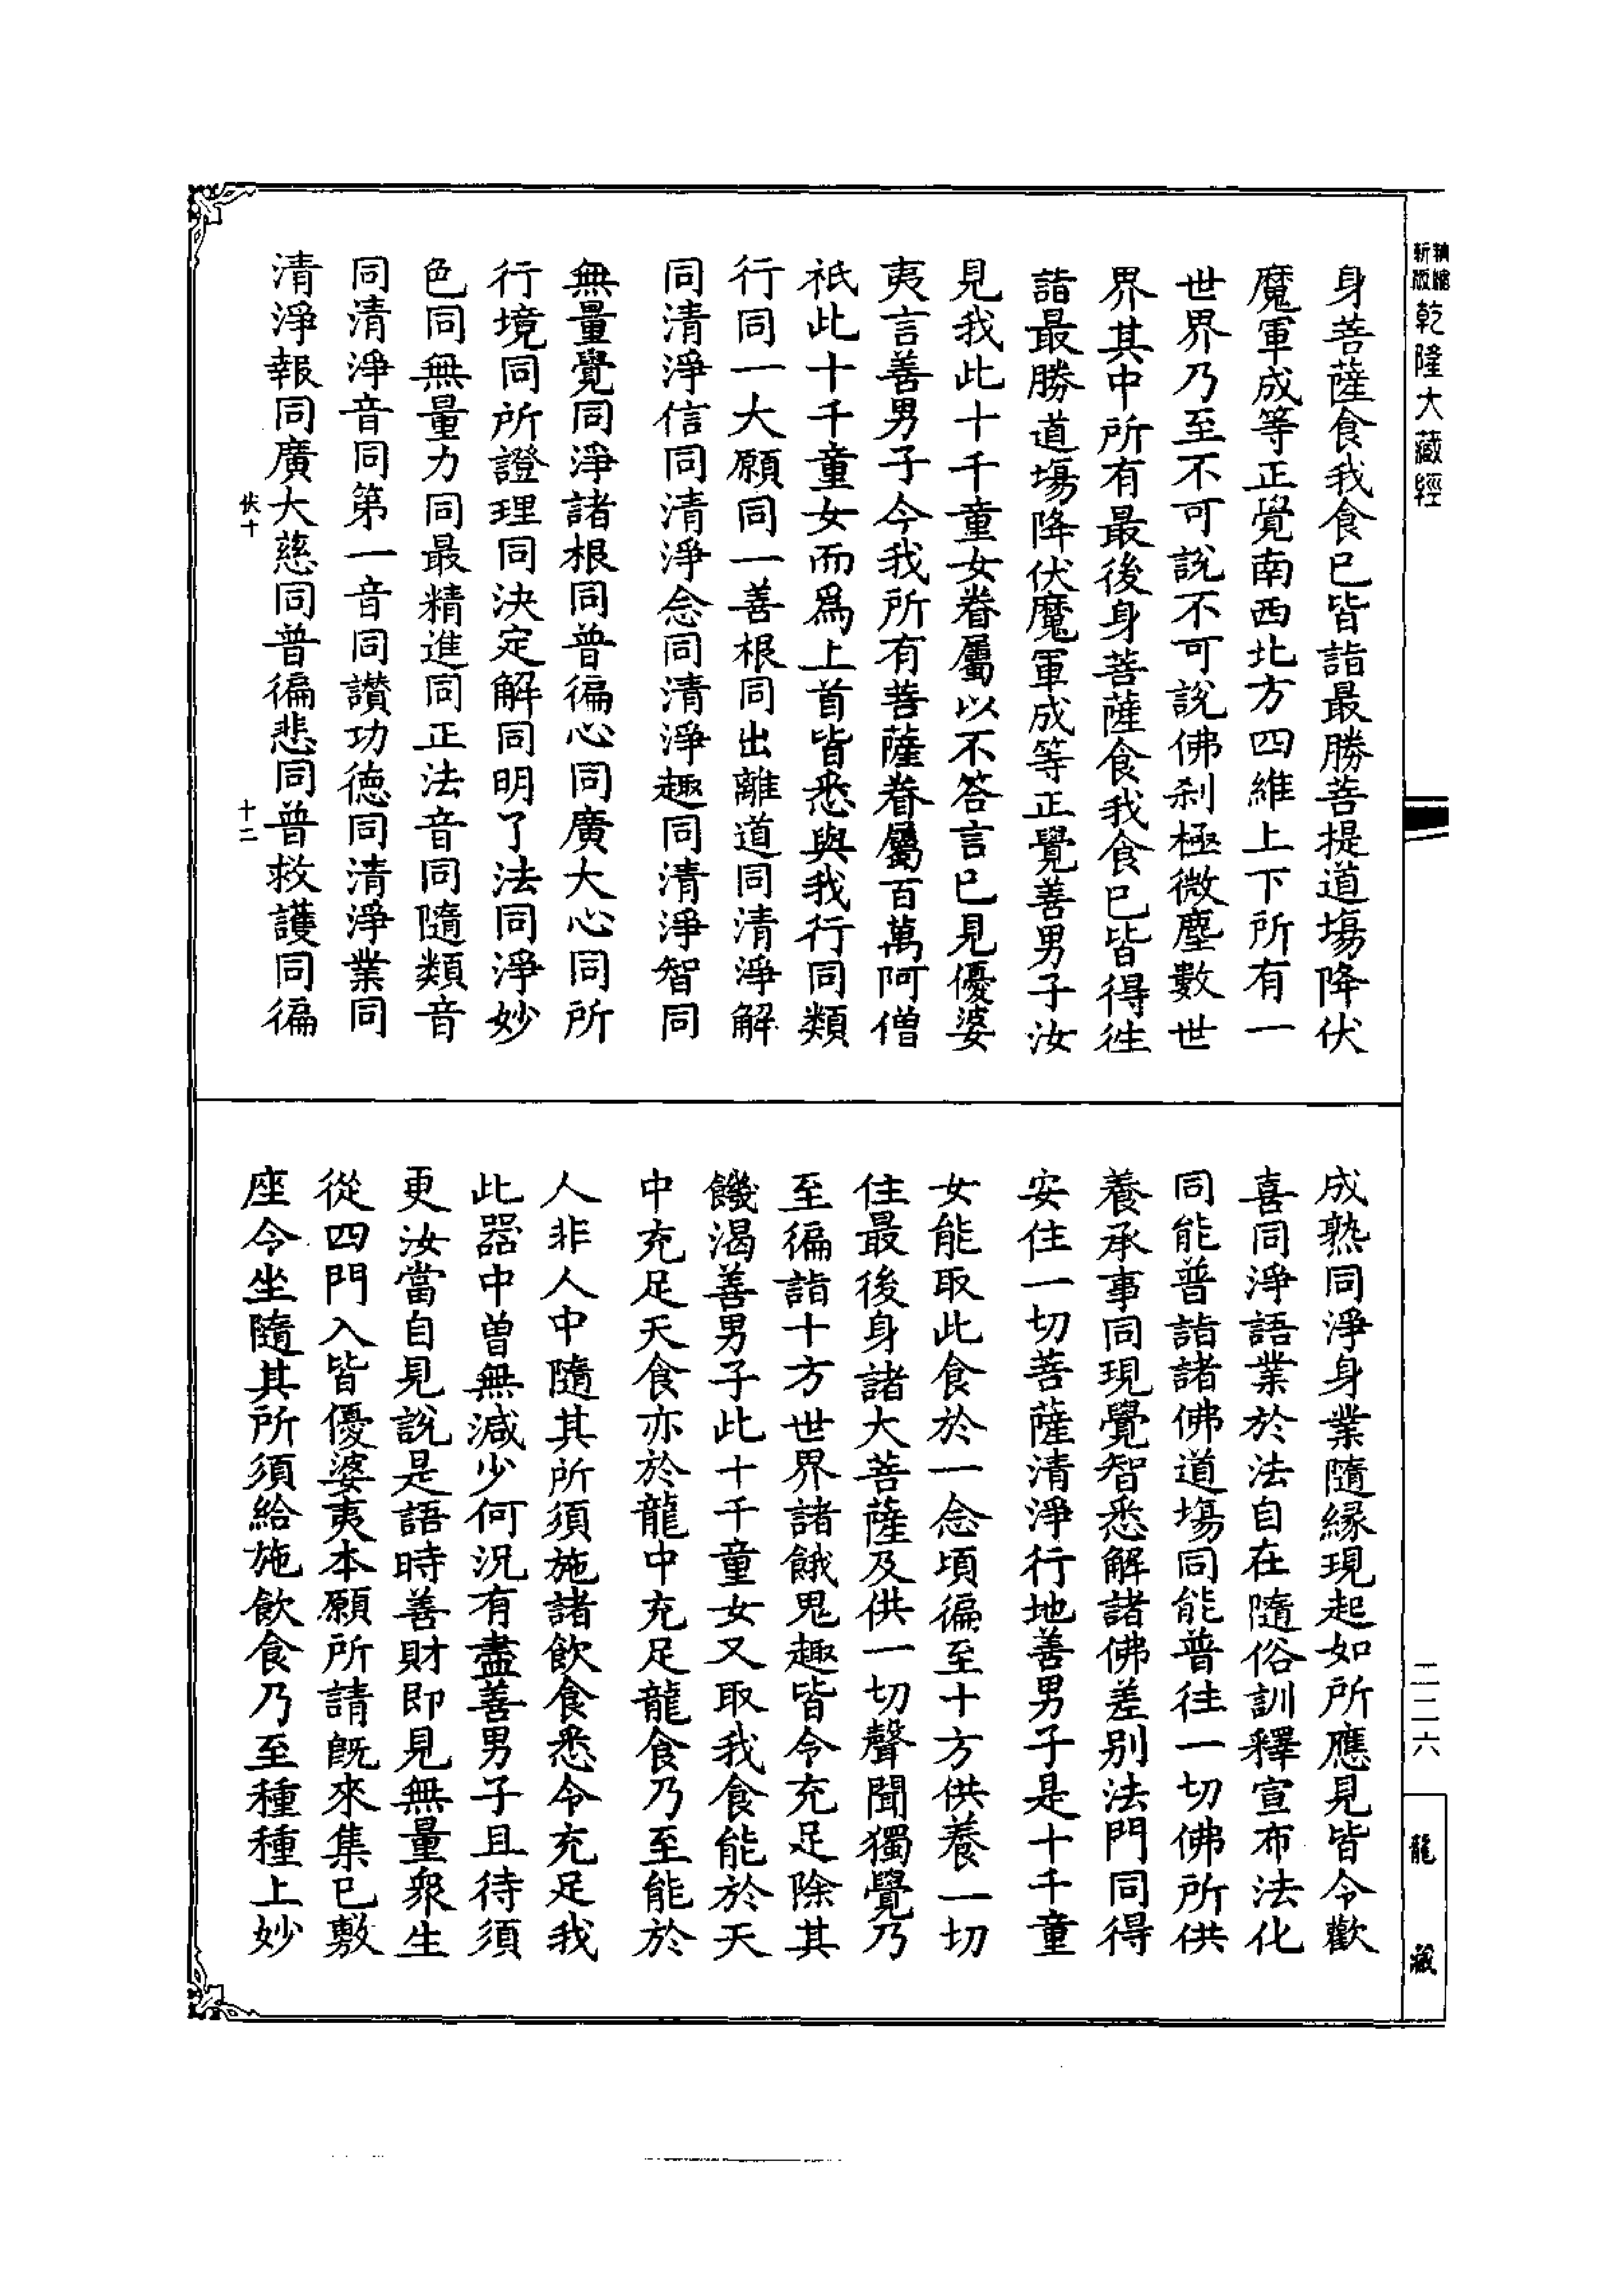 新版
精縮
乾隆大藏經
身菩薩食我食已皆詣最勝菩提道場降伏
魔軍成等正覺南西北方四維上下所有一
世界乃至不可說不可說佛剎極微塵數世
界其中所有最後身菩薩食我食已皆得徃
詣最勝道場降伏魔軍成等正覺善男子汝
見我此十千童女眷屬以不答言已見優婆
夷言善男子今我所有菩薩眷屬百萬阿僧
祇此十千童女而爲上首皆悉與我行同類
行同一大願同一善根同出離道同清淨解
同清淨信同清淨念同清淨趣同清淨智同
無量覺同淨諸根同普徧心同廣大心同所
行境同所證理同決定解同明了法同淨妙
色同無量力同最精進同正法音同隨類音
同清淨音同第一音同讚功德同清淨業同
清淨報同廣大慈同普徧悲同普救護同徧
伏十
十二
成熟同淨身業隨緣現起如所應見皆令歡
喜同淨語業於法自在隨俗訓釋宣布法化
同能普詣諸佛道場同能普往一切佛所供
養承事同現覺智悉解諸佛差別法門同得
安住一切菩薩清淨行地善男子是十千童
女能取此食於一念頃徧至十方供養一切
住最後身諸大菩薩及供一切聲聞獨覺乃
至徧詣十方世界諸餓鬼趣皆令充足除其
饑渴善男子此十千童女又取我食能於天
中充足天食亦於龍中充足龍食乃至能於
人非人中隨其所須施諸飲食悉令充足我
此器中曾無減少何況有盡善男子且待須
更汝當自見說是語時善財即見無量衆生
從四門入皆優婆夷本願所請既來集已敷
座令坐隨其所須給施飲食乃至種種上妙
二二六
龍藏